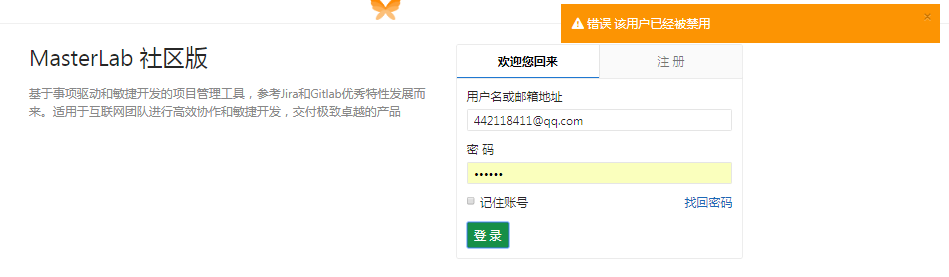 错误 该用户已经被禁用
×
MasterLab 社区版
基于事项驱动和敏捷开发的项目管理工具，参考Jira和Gitlab优秀特性发展而
来。适用于互联网团队进行高效协作和敏捷开发，交付极致卓越的产品
欢迎您回来
注 册
用户名或邮箱地址
442118411@qq.com
密 码
••••••
记住账号
找回密码
登 录